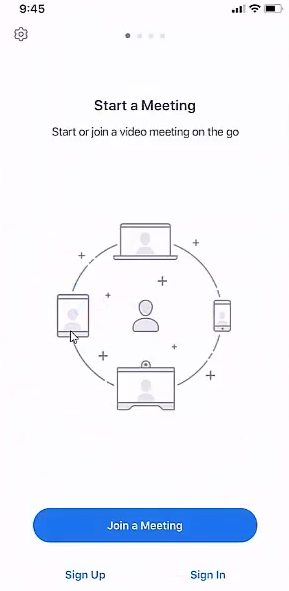 9:45
Start a Meeting
Start or join a video meeting on the go
Join a Meeting
Sign Up
Sign In